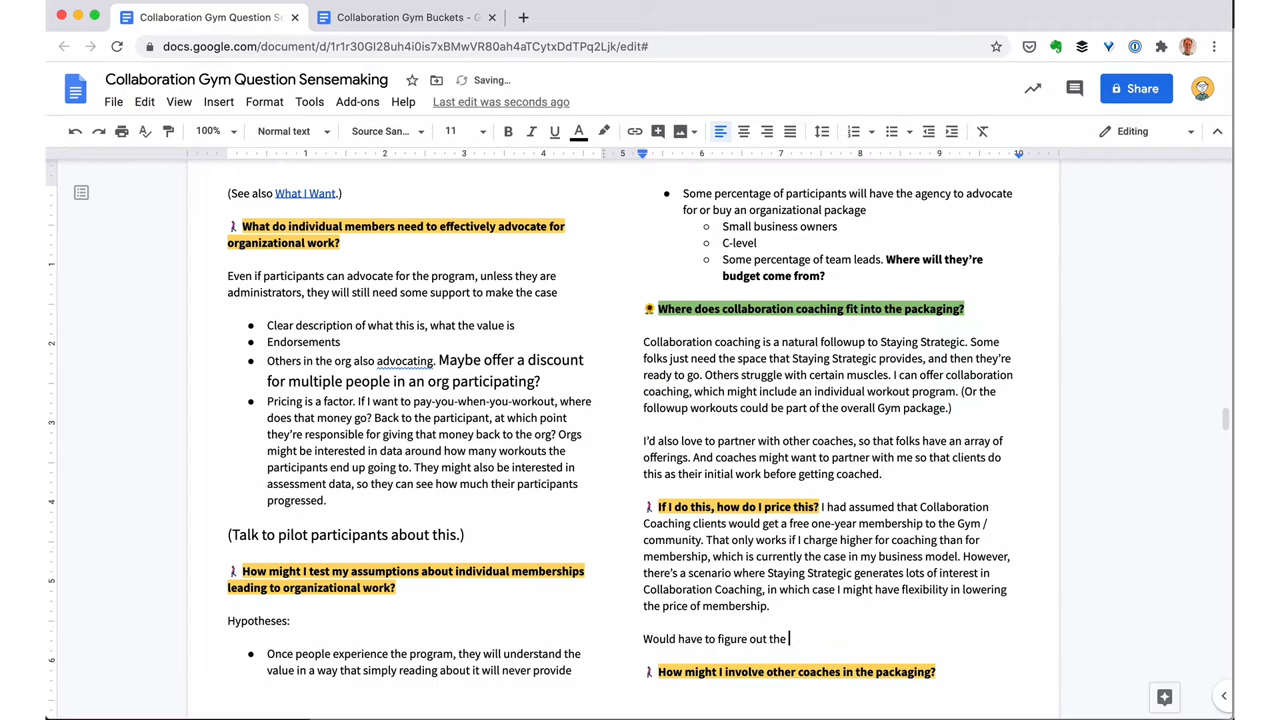 Collaboration Gym Question S
Collaboration Gym Buckets - G
docs.google.com/document/d/1r1r30GI28uh4i0is7xBMwVR80ah4aTCytxDdTPq2Ljk/edit#
Collaboration Gym Question Sensemaking
Saving...
File Edit View Insert Format Tools Add-ons Help Last edit was seconds ago
Share
100% Normal text Source San... 11 Editing
1 2 3 4 5 6 7 8 9 10
(See also What I Want.)
What do individual members need to effectively advocate for
organizational work?
Even if participants can advocate for the program, unless they are
administrators, they will still need some support to make the case
● Clear description of what this is, what the value is
● Endorsements
● Others in the org also advocating. Maybe offer a discount
for multiple people in an org participating?
● Pricing is a factor. If I want to pay-you-when-you-workout, where
does that money go? Back to the participant, at which point
they're responsible for giving that money back to the org? Orgs
might be interested in data around how many workouts the
participants end up going to. They might also be interested in
assessment data, so they can see how much their participants
progressed.
(Talk to pilot participants about this.)
How might I test my assumptions about individual memberships
leading to organizational work?
Hypotheses:
● Once people experience the program, they will understand the
value in a way that simply reading about it will never provide
● Some percentage of participants will have the agency to advocate
for or buy an organizational package
○ Small business owners
○ C-level
○ Some percentage of team leads. Where will they're
budget come from?
Where does collaboration coaching fit into the packaging?
Collaboration coaching is a natural followup to Staying Strategic. Some
folks just need the space that Staying Strategic provides, and then they're
ready to go. Others struggle with certain muscles. I can offer collaboration
coaching, which might include an individual workout program. (Or the
followup workouts could be part of the overall Gym package.)
I'd also love to partner with other coaches, so that folks have an array of
offerings. And coaches might want to partner with me so that clients do
this as their initial work before getting coached.
If I do this, how do I price this? I had assumed that Collaboration
Coaching clients would get a free one-year membership to the Gym /
community. That only works if I charge higher for coaching than for
membership, which is currently the case in my business model. However,
there's a scenario where Staying Strategic generates lots of interest in
Collaboration Coaching, in which case I might have flexibility in lowering
the price of membership.
Would have to figure out the
How might I involve other coaches in the packaging?
1
2
3
4
5
6